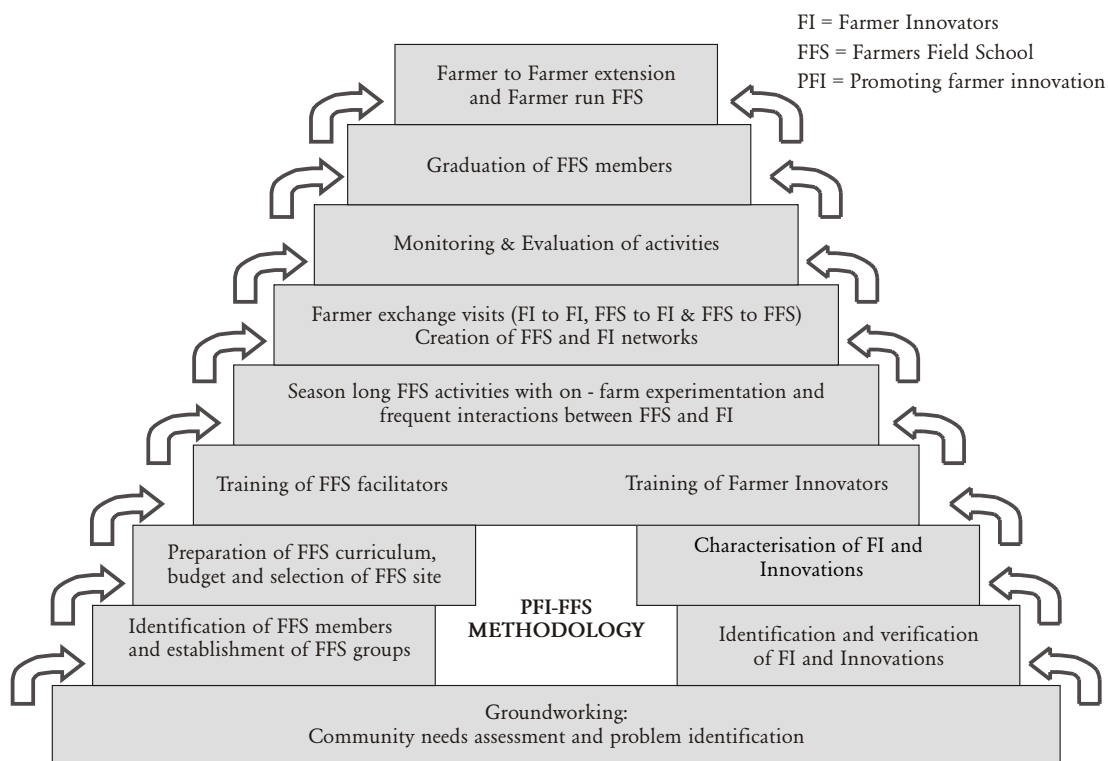 FI = Farmer Innovators
FFS = Farmers Field School
PFI = Promoting farmer innovation
Farmer to Farmer extension
and Farmer run FFS
Graduation of FFS members
Monitoring & Evaluation of activities
Farmer exchange visits (FI to FI, FFS to FI & FFS to FFS)
Creation of FFS and FI networks
Season long FFS activities with on - farm experimentation and
frequent interactions between FFS and FI
Training of FFS facilitators
Training of Farmer Innovators
Preparation of FFS curriculum,
budget and selection of FFS site
Characterisation of FI and
Innovations
PFI-FFS
METHODOLOGY
Identification of FFS members
and establishment of FFS groups
Identification and verification
of FI and Innovations
Groundworking:
Community needs assessment and problem identification